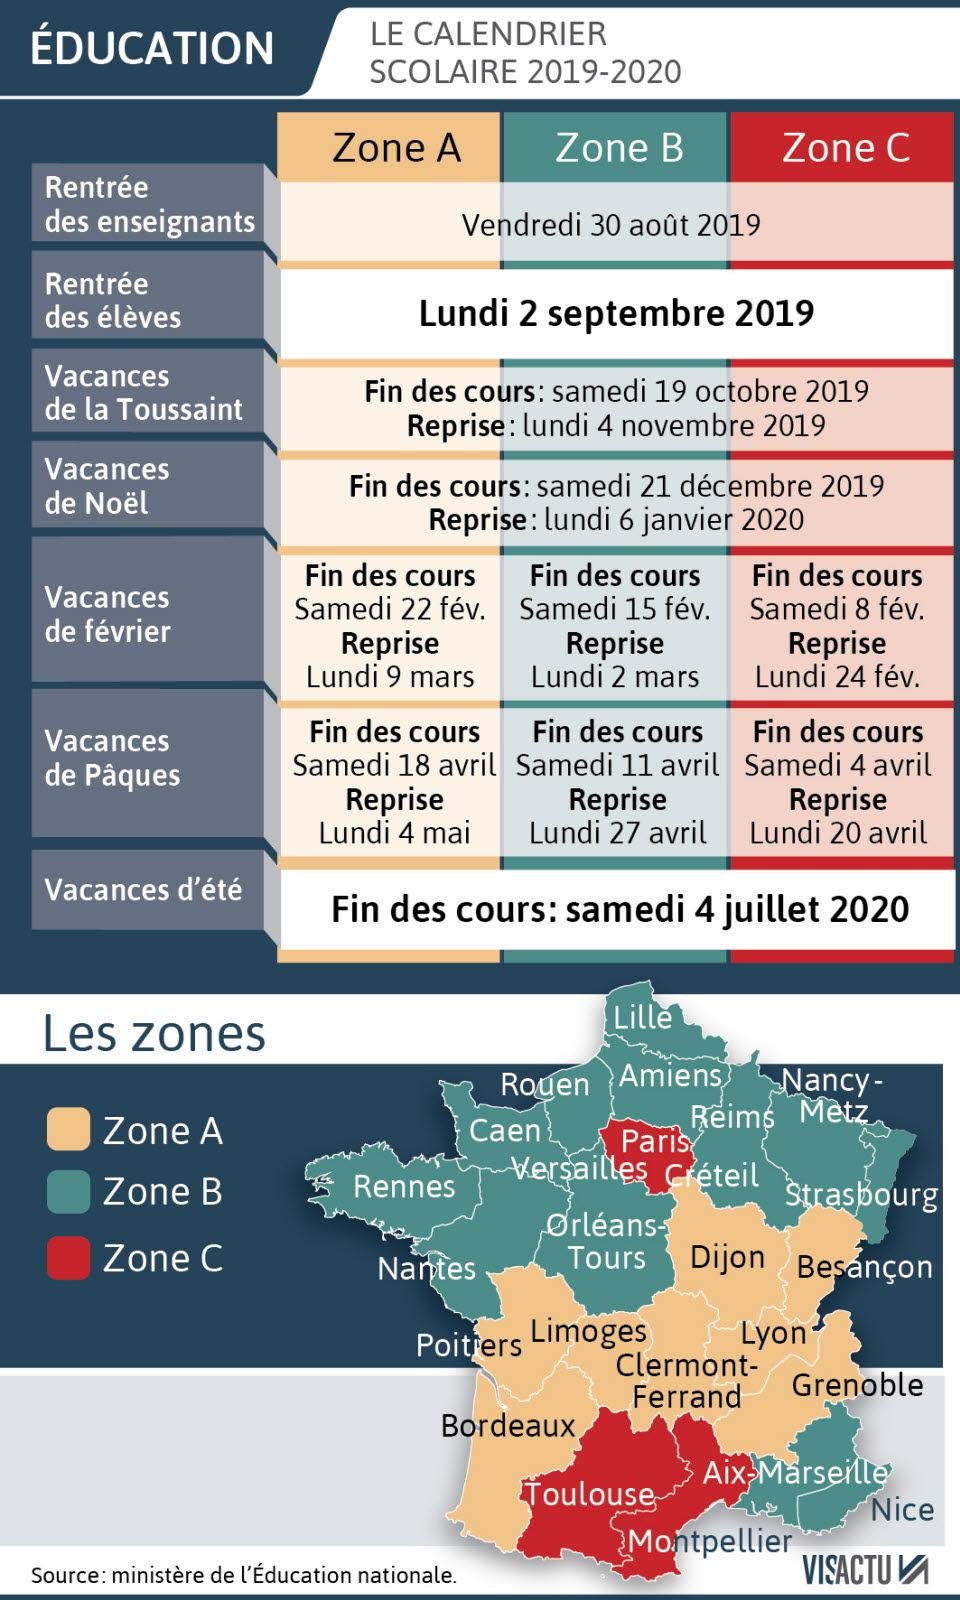 ÉDUCATION
LE CALENDRIER
SCOLAIRE 2019-2020
Zone A
Zone B
Zone C
Rentrée
des enseignants
Vendredi 30 août 2019
Rentrée
des élèves
Lundi 2 septembre 2019
Vacances
de la Toussaint
Fin des cours: samedi 19 octobre 2019
Reprise: lundi 4 novembre 2019
Vacances
de Noël
Fin des cours: samedi 21 décembre 2019
Reprise: lundi 6 janvier 2020
Vacances
de février
Fin des cours
Samedi 22 fév.
Reprise
Lundi 9 mars
Fin des cours
Samedi 15 fév.
Reprise
Lundi 2 mars
Fin des cours
Samedi 8 fév.
Reprise
Lundi 24 fév.
Vacances
de Pâques
Fin des cours
Samedi 18 avril
Reprise
Lundi 4 mai
Fin des cours
Samedi 11 avril
Reprise
Lundi 27 avril
Fin des cours
Samedi 4 avril
Reprise
Lundi 20 avril
Vacances d'été
Fin des cours: samedi 4 juillet 2020
Les zones
Zone A
Zone B
Zone C
Lille
Rouen
Amiens
Nancy-
Metz
Reims
Caen
Paris
Versailles
Créteil
Rennes
Strasbourg
Orléans-
Tours
Dijon
Nantes
Besançon
Poitiers
Limoges
Lyon
Clermont-
Ferrand
Grenoble
Bordeaux
Aix-Marseille
Toulouse
Nice
Montpellier
Source: ministère de l'Éducation nationale.
VISACTU